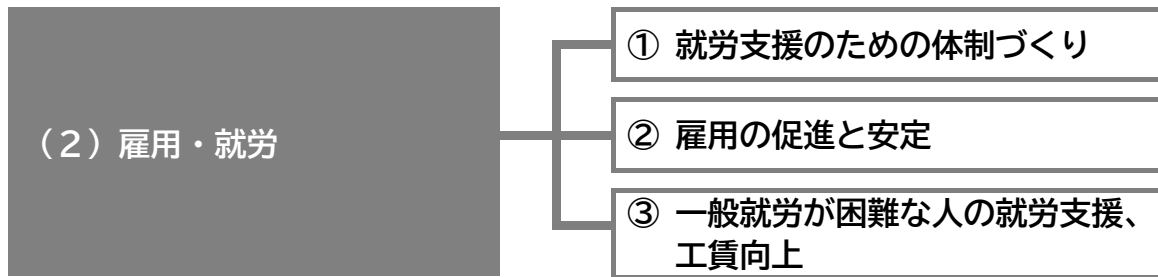 （２）雇用・就労
① 就労支援のための体制づくり
② 雇用の促進と安定
③ 一般就労が困難な人の就労支援、
工賃向上